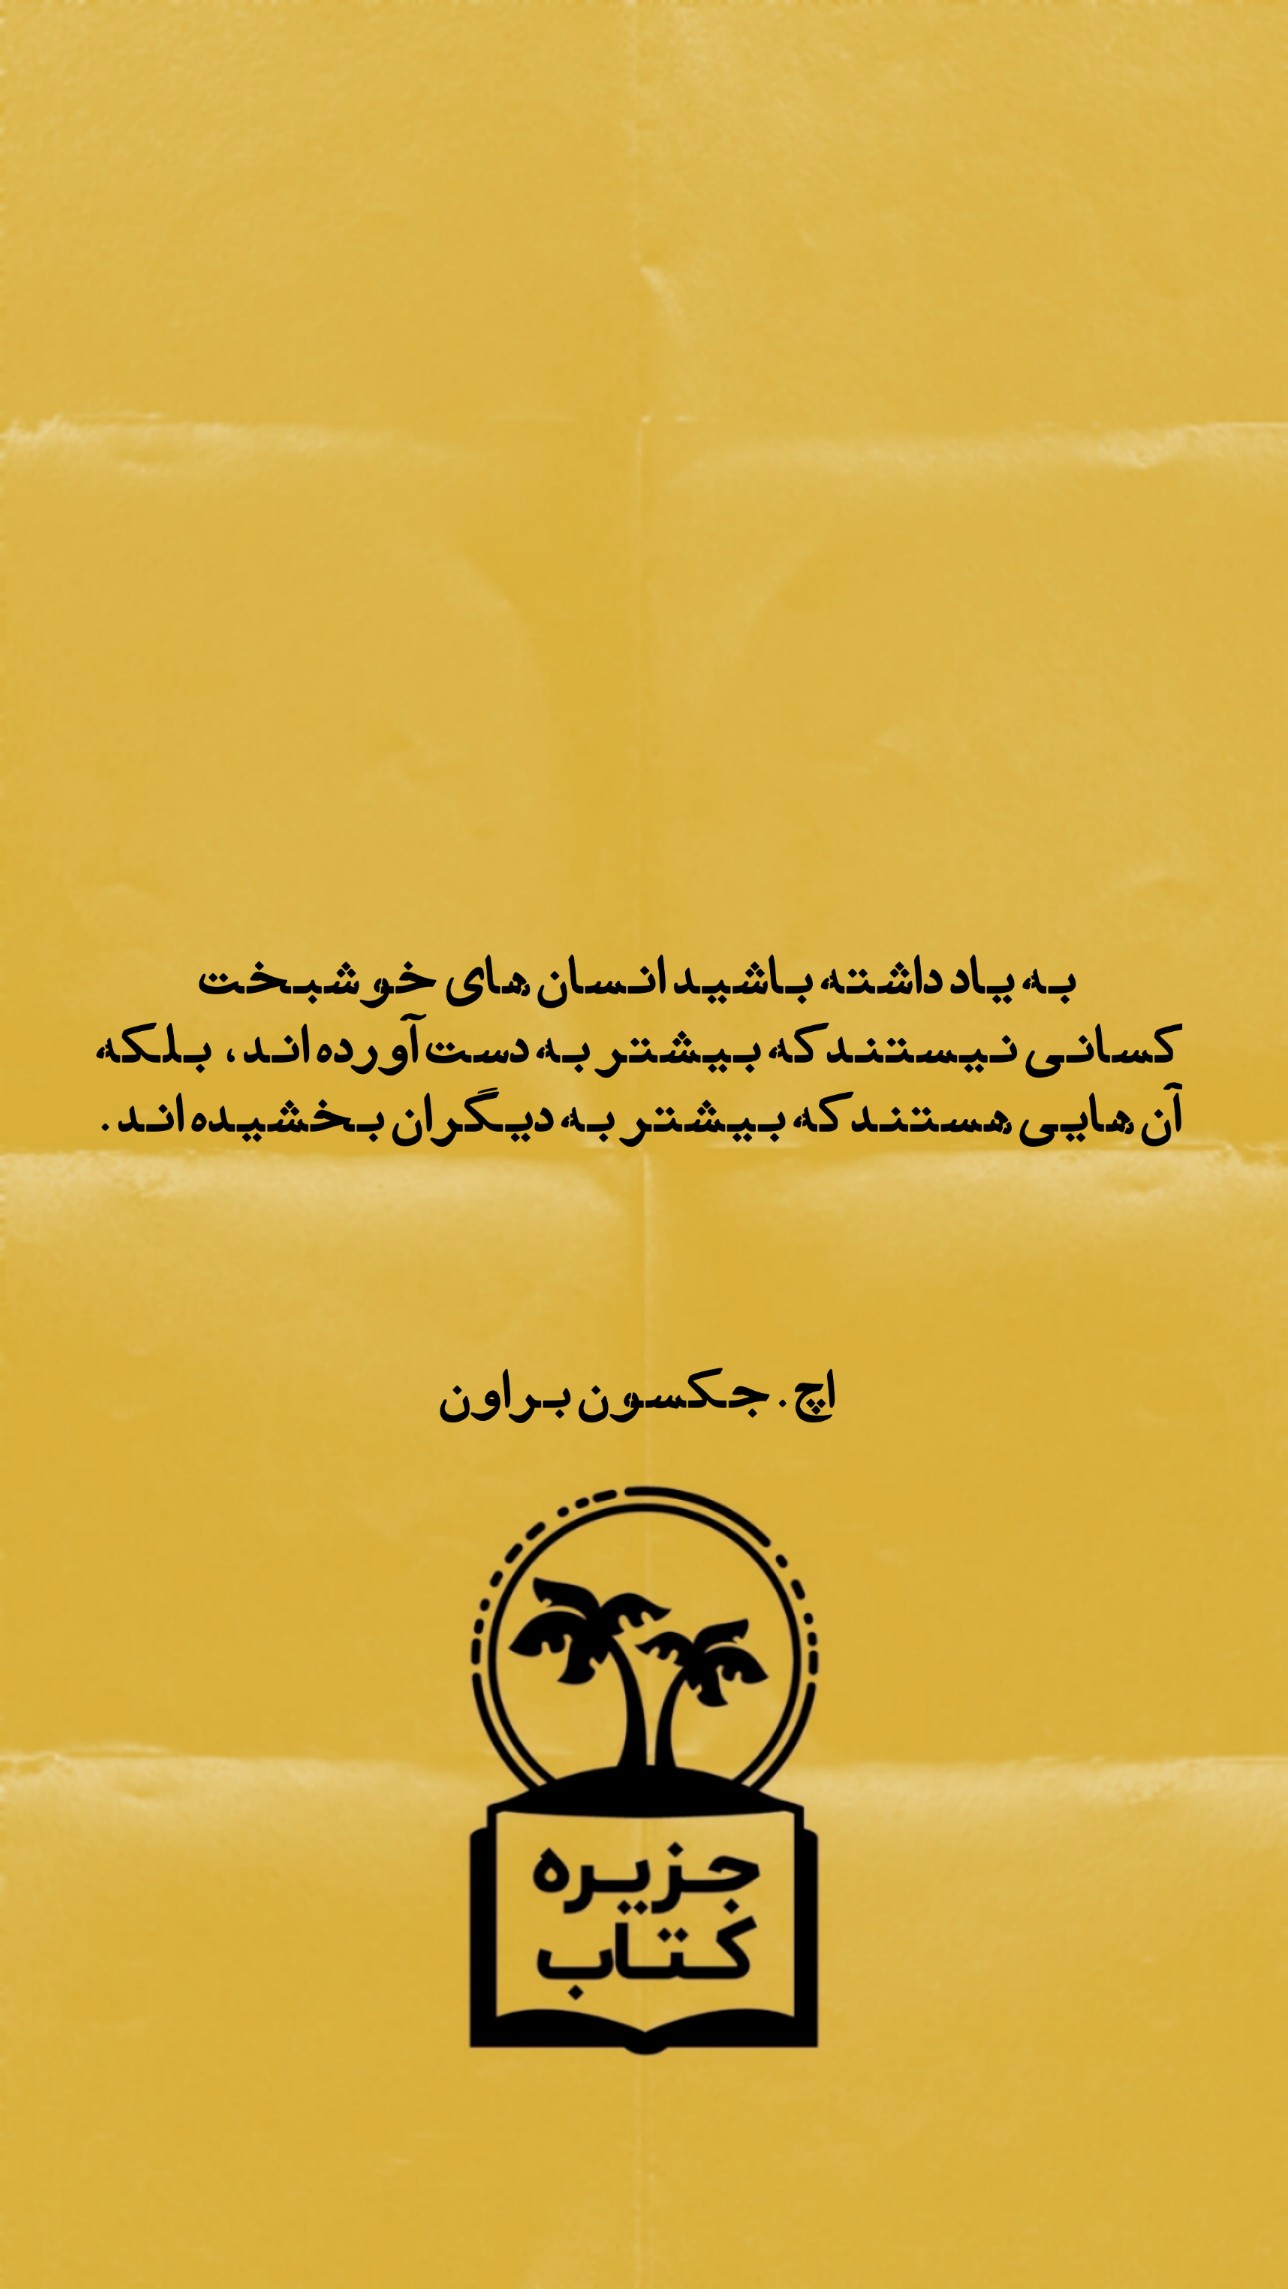 به یاد داشته باشید انسان های خوشبخت
کسانی نیستند که بیشتر به دست آورده اند، بلکه
آن هایی هستند که بیشتر به دیگران بخشیده اند.
اچ. جکسون براون
جزیره
کتاب